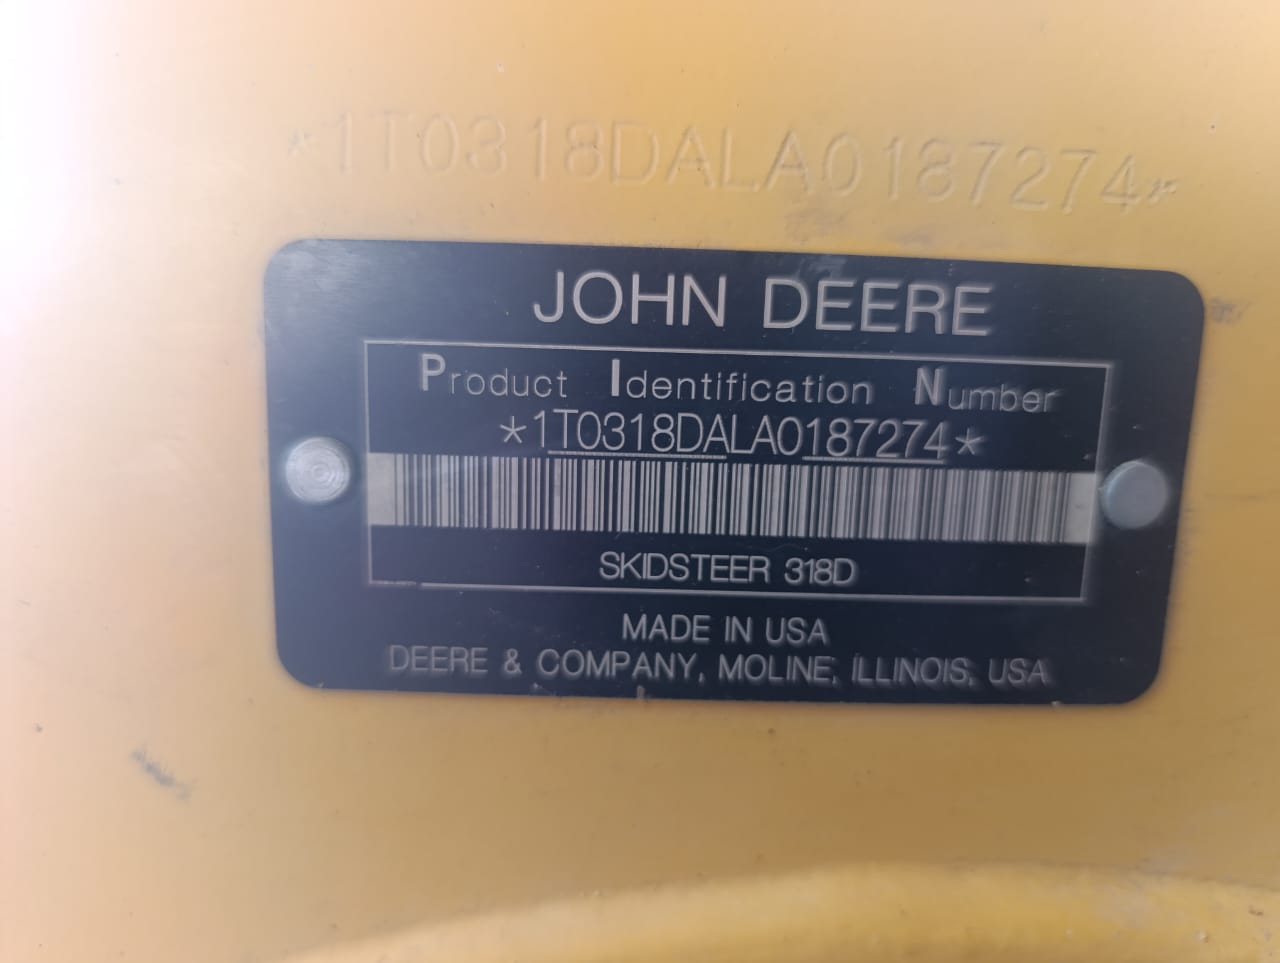 *1T0318DALA0187274*
JOHN DEERE
Product Identification Number
*1T0318DALA0187274*
SKIDSTEER 318D
MADE IN USA
DEERE & COMPANY, MOLINE, ILLINOIS, USA